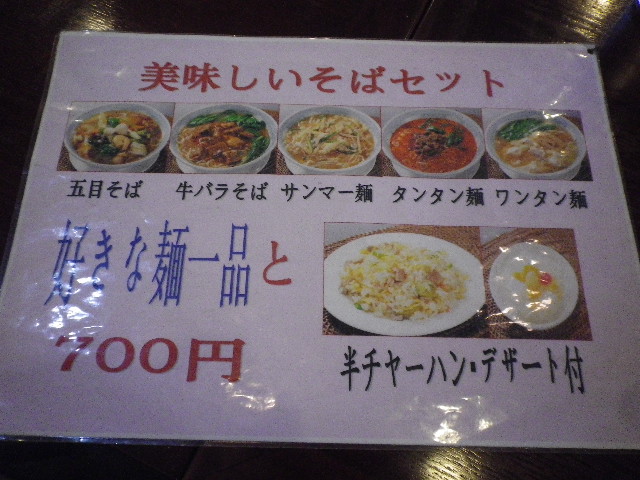 美味しいそばセット
五目そば 牛バラそば サンマー麺 タンタン麺 ワンタン麺
好きな麺一品と
700円
半チャーハン・デザート付